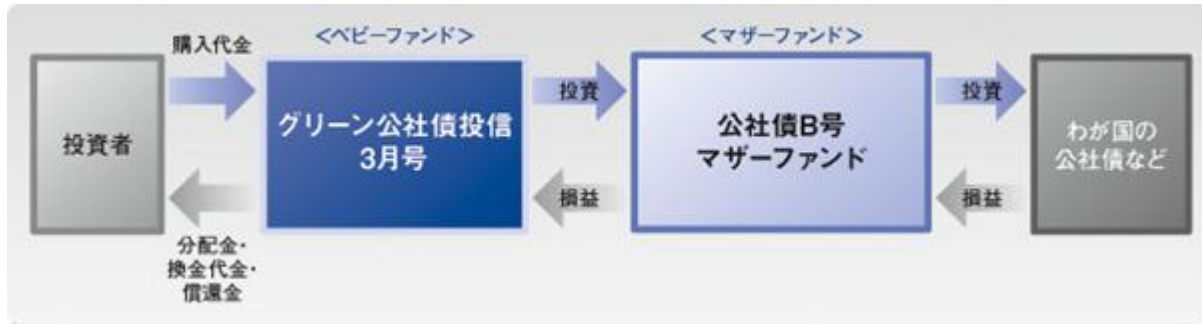 購入代金
<ベビーファンド>
<マザーファンド>
投資者
グリーン公社債投信
3月号
投資
公社債B号
マザーファンド
投資
わが国の
公社債など
損益
損益
分配金・
換金代金・
償還金